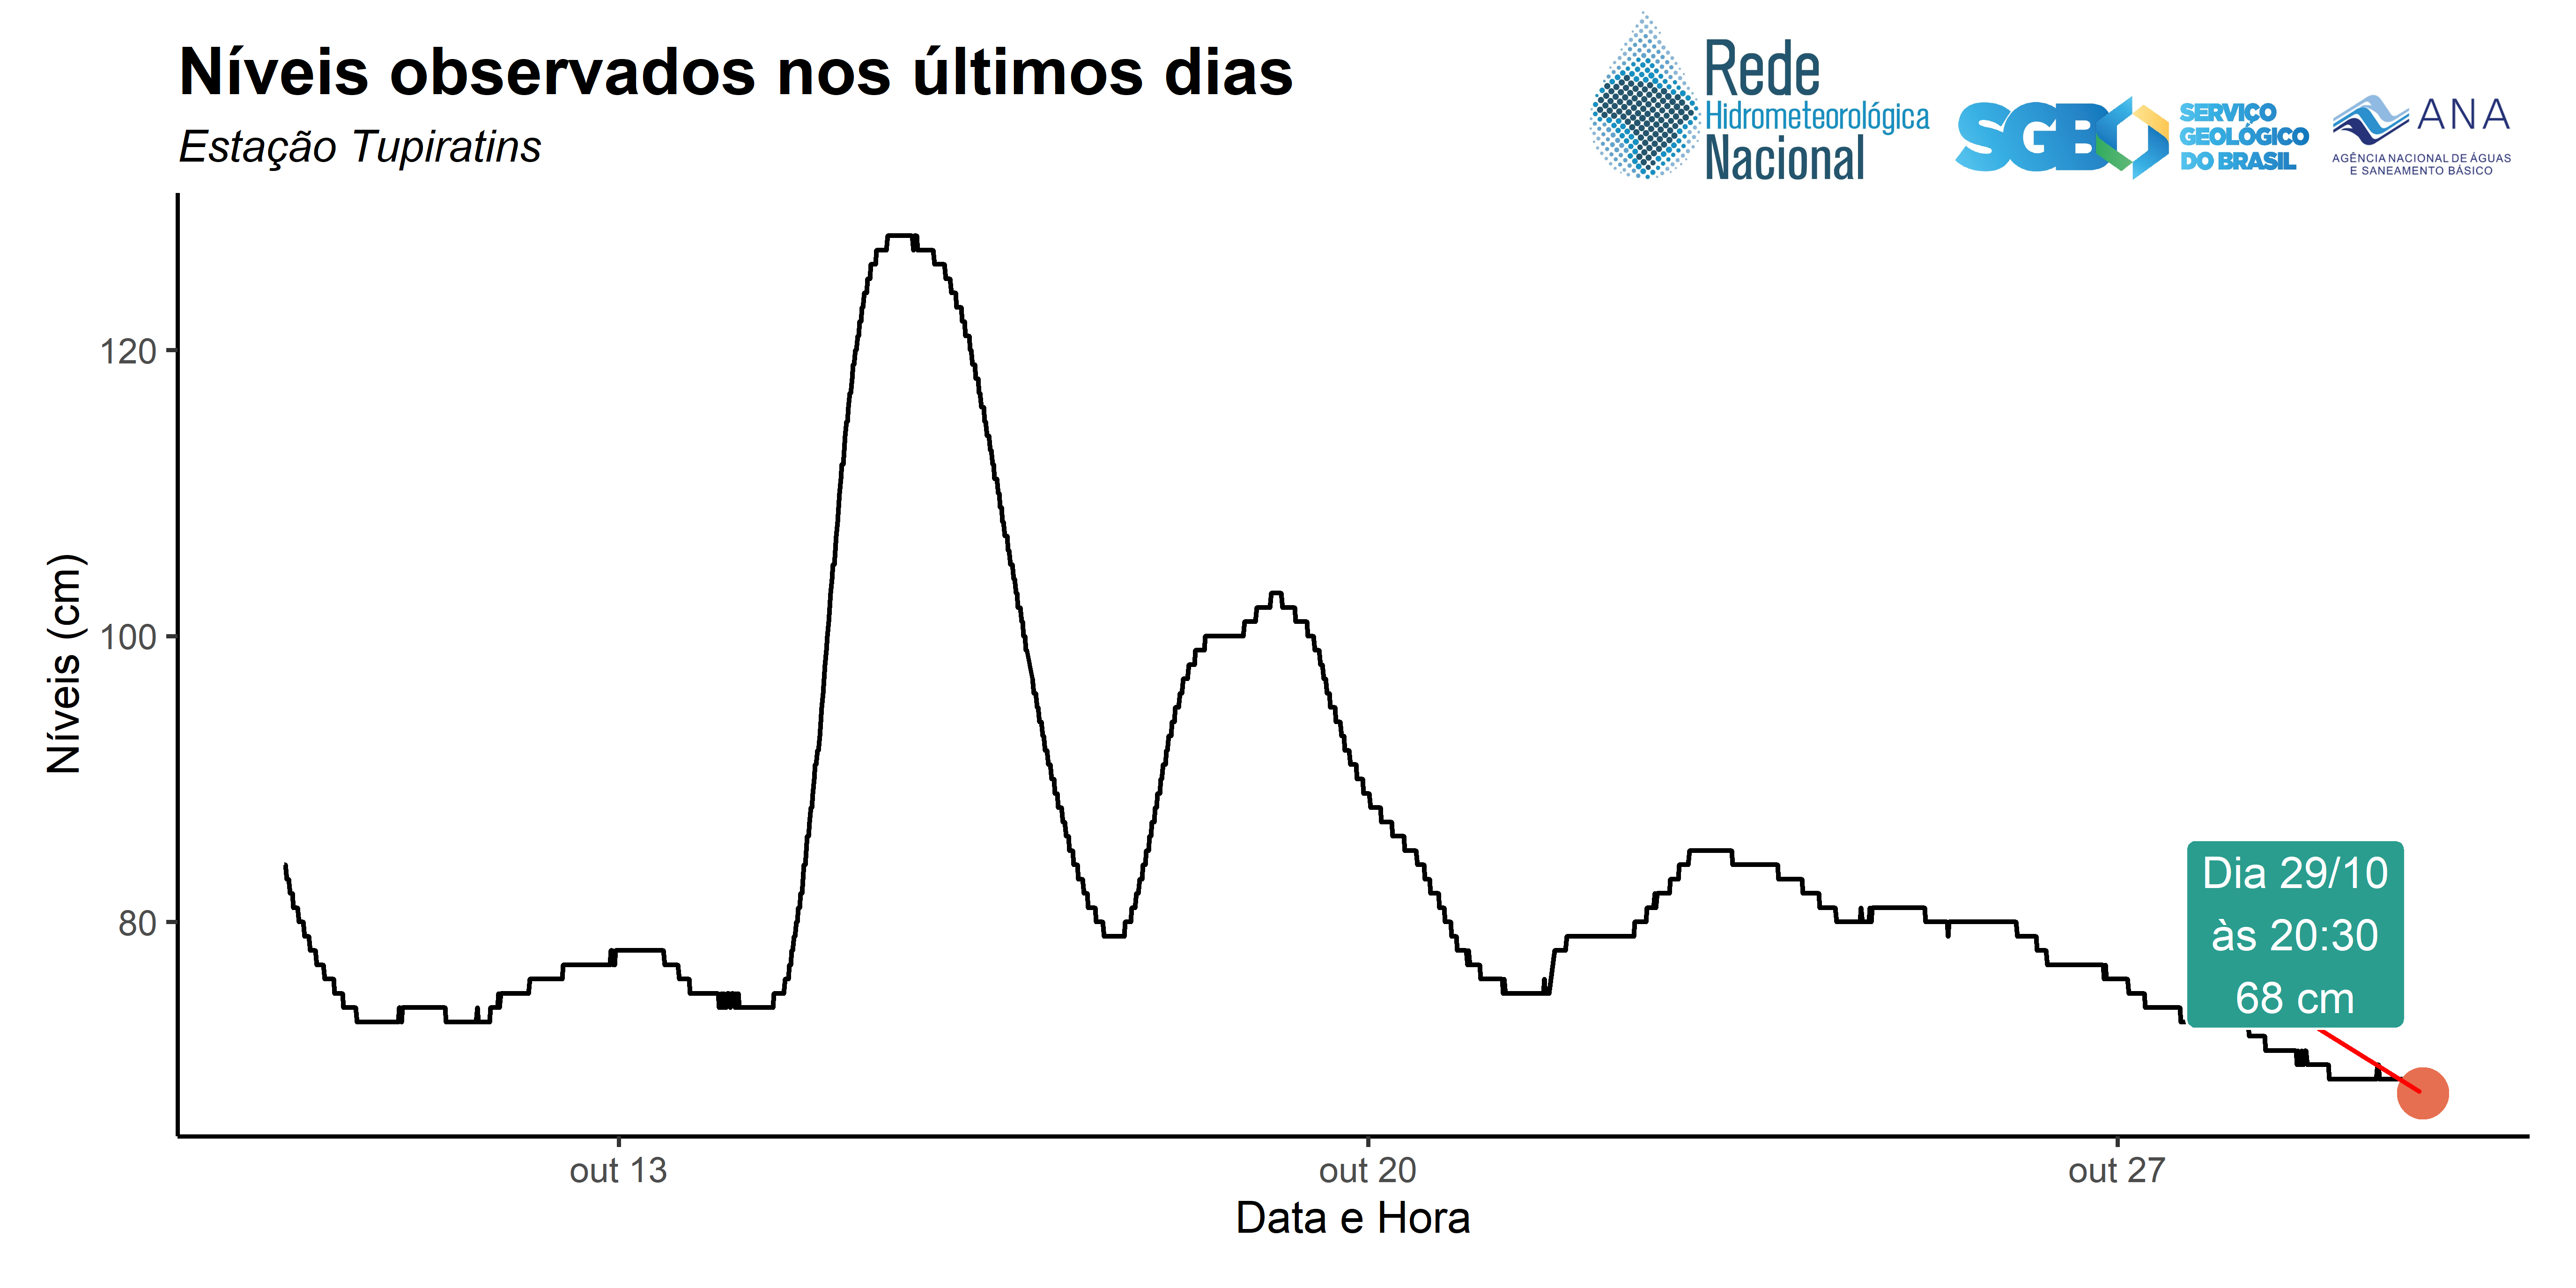 Níveis observados nos últimos dias
Estação Tupiratins
Rede
Hidrometeorológica
Nacional
SGB
SERVIÇO
GEOLÓGICO
DO BRASIL
ANA
AGÊNCIA NACIONAL DE ÁGUAS
E SANEAMENTO BÁSICO
Níveis (cm)
120
100
80
Dia 29/10
às 20:30
68 cm
out 13
out 20
out 27
Data e Hora